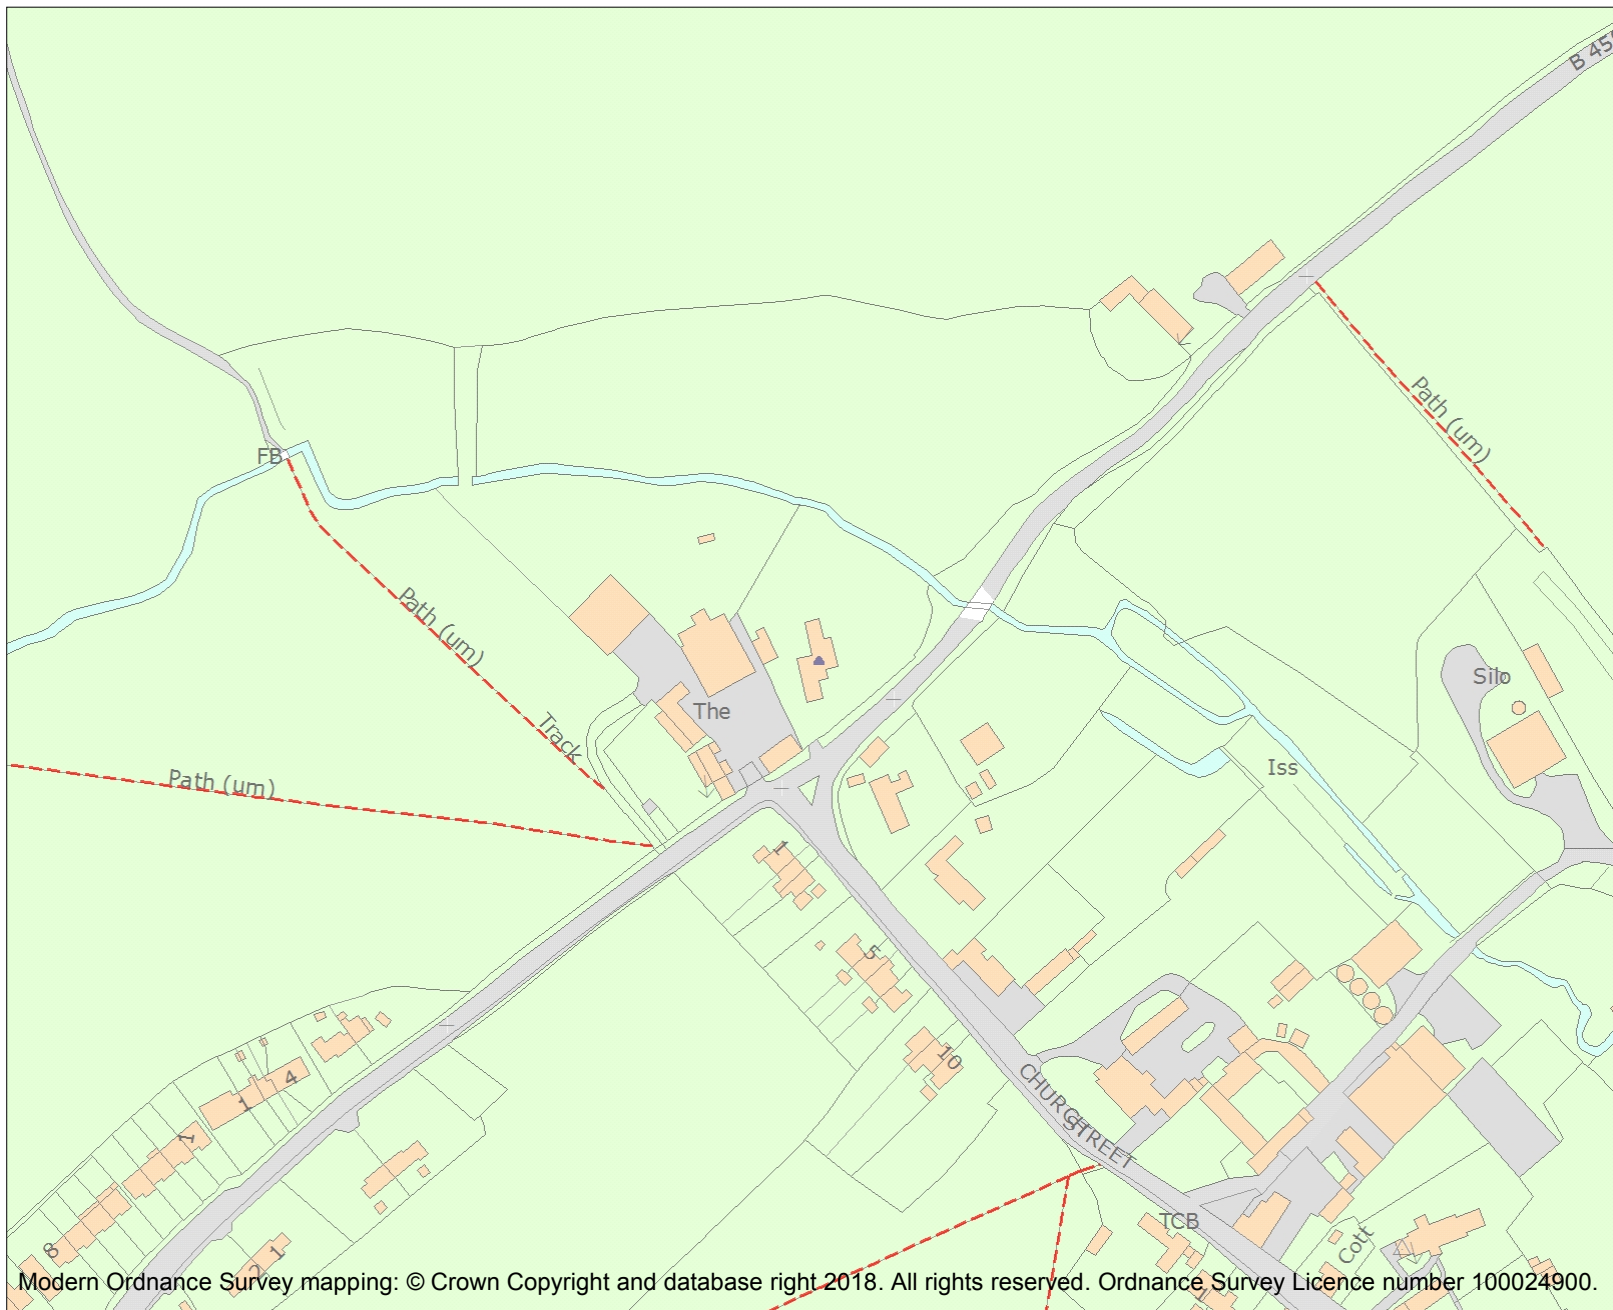 B 45
Path (um)
FB
Path (um)
Silo
The
Track
Iss
Path (um)
1
5
10
4
1
1
CHURCH
STREET
TCB
8
1
2
Cott
1
Modern Ordnance Survey mapping: © Crown Copyright and database right 2018. All rights reserved. Ordnance Survey Licence number 100024900.